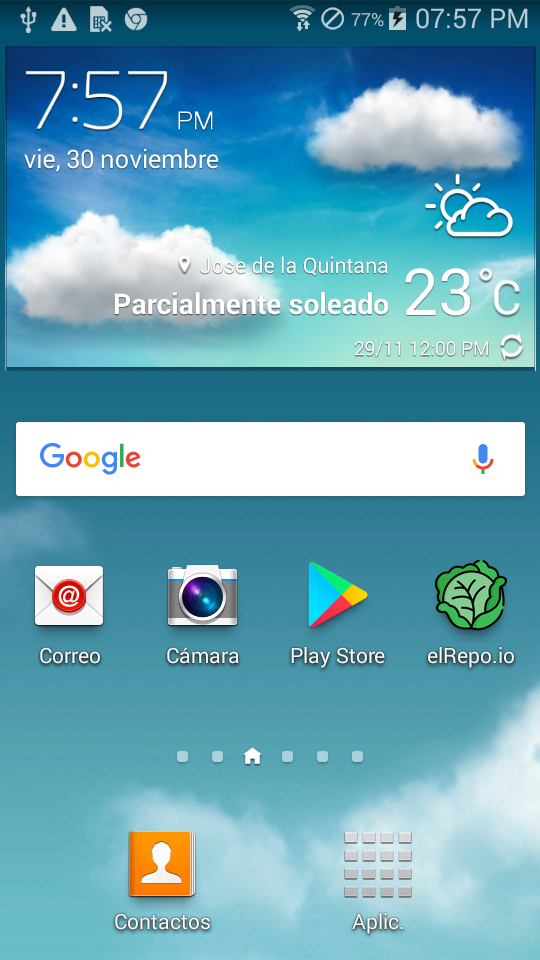 77% 07:57 PM
7:57 PM
vie, 30 noviembre
Jose de la Quintana
Parcialmente soleado 23°C
29/11 12:00 PM
Google
@
Correo Cámara Play Store elRepo.io
Contactos Aplic.